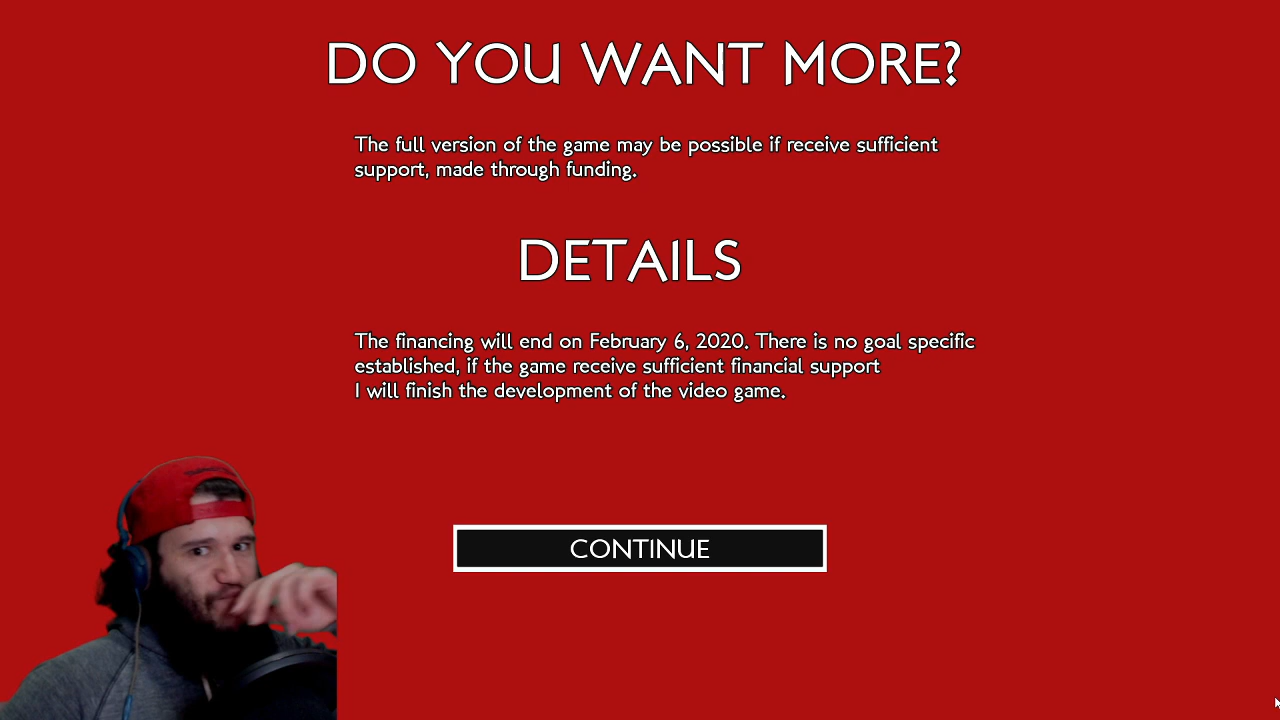 DO YOU WANT MORE?
The full version of the game may be possible if receive sufficient
support, made through funding.
DETAILS
The financing will end on February 6, 2020. There is no goal specific
established, if the game receive sufficient financial support
I will finish the development of the video game.
CONTINUE